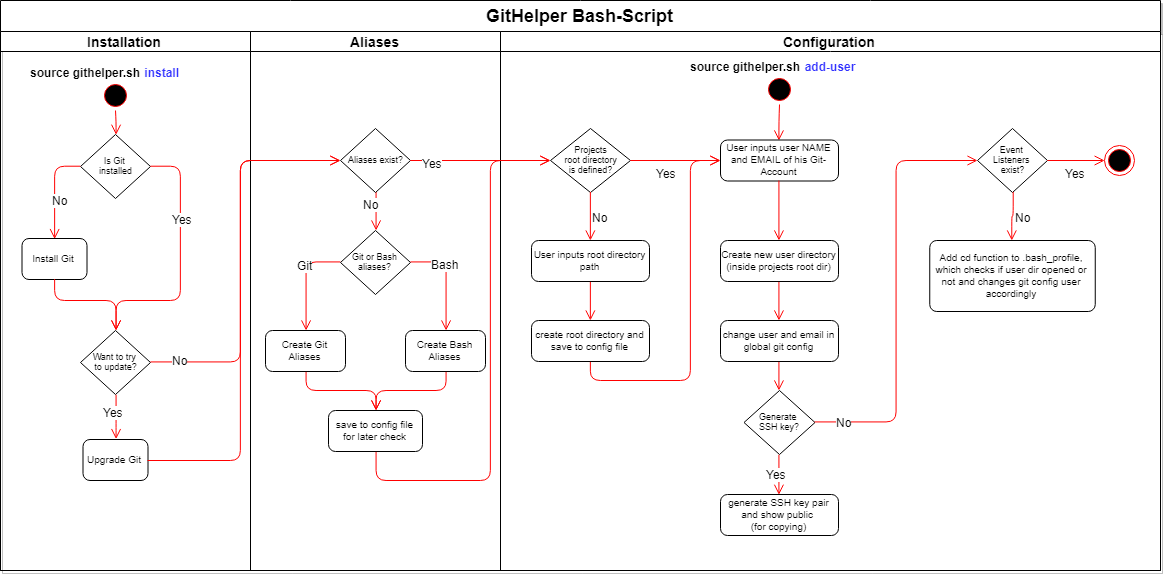 GitHelper Bash-Script
Installation
Aliases
Configuration
source githelper.sh install
Is Git
installed
No
Yes
Install Git
Want to try
to update?
No
Yes
Upgrade Git
Aliases exist?
Yes
No
Git or Bash
aliases?
Git
Bash
Create Git
Aliases
Create Bash
Aliases
save to config file
for later check
source githelper.sh add-user
Projects
root directory
is defined?
Yes
No
User inputs root directory
path
create root directory and
save to config file
User inputs user NAME
and EMAIL of his Git-
Account
Create new user directory
(inside projects root dir)
change user and email in
global git config
Generate
SSH key?
No
Yes
generate SSH key pair
and show public
(for copying)
Event
Listeners
exist?
Yes
No
Add cd function to .bash_profile,
which checks if user dir opened or
not and changes git config user
accordingly